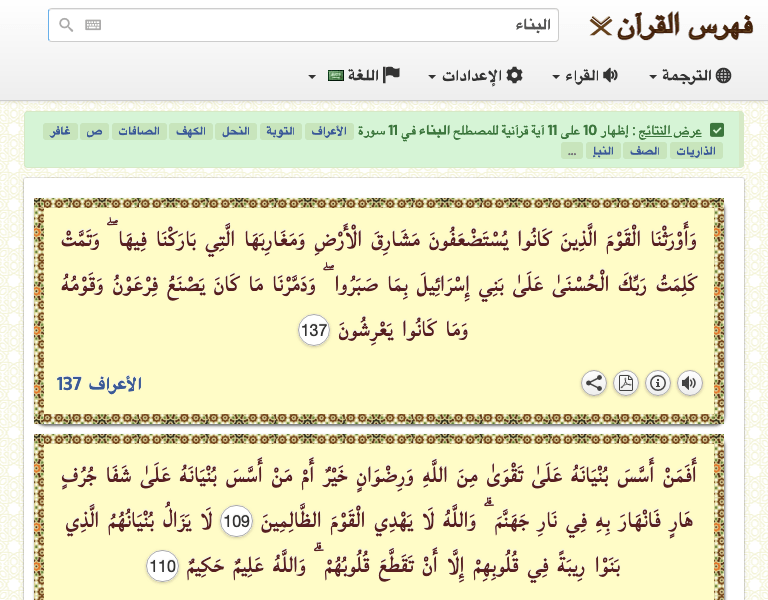 فهرس القرآن
البناء
الترجمة
القراء
الإعدادات
اللغة
عرض النتائج : إظهار 10 على 11 آية قرآنية للمصطلح البناء في 11 سورة الأعراف التوبة النحل الكهف الصافات ص غافر
الذاريات الصف النبإ ...
وَأَوْرَثْنَا الْقَوْمَ الَّذِينَ كَانُوا يُسْتَضْعَفُونَ مَشَارِقَ الْأَرْضِ وَمَغَارِبَهَا الَّتِي بَارَكْنَا فِيهَا ۖ وَتَمَّتْ
كَلِمَتُ رَبِّكَ الْحُسْنَىٰ عَلَىٰ بَنِي إِسْرَائِيلَ بِمَا صَبَرُوا ۖ وَدَمَّرْنَا مَا كَانَ يَصْنَعُ فِرْعَوْنُ وَقَوْمُهُ
وَمَا كَانُوا يَعْرِشُونَ 137
الأعراف 137
أَفَمَنْ أَسَّسَ بُنْيَانَهُ عَلَىٰ تَقْوَىٰ مِنَ اللَّهِ وَرِضْوَانٍ خَيْرٌ أَمْ مَنْ أَسَّسَ بُنْيَانَهُ عَلَىٰ شَفَا جُرُفٍ
هَارٍ فَانْهَارَ بِهِ فِي نَارِ جَهَنَّمَ ۗ وَاللَّهُ لَا يَهْدِي الْقَوْمَ الظَّالِمِينَ 109 لَا يَزَالُ بُنْيَانُهُمُ الَّذِي
بَنَوْا رِيبَةً فِي قُلُوبِهِمْ إِلَّا أَنْ تَقَطَّعَ قُلُوبُهُمْ ۗ وَاللَّهُ عَلِيمٌ حَكِيمٌ 110